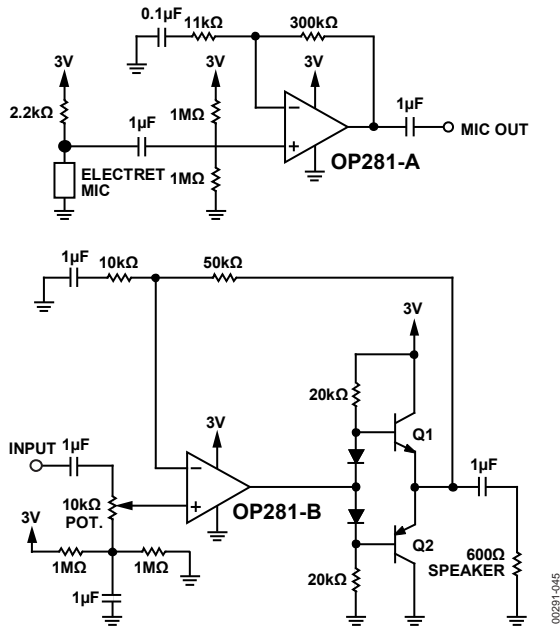 0.1µF
11kΩ
300kΩ
3V
3V
3V
2.2kΩ
1µF
1MΩ
1µF
MIC OUT
ELECTRET
MIC
1MΩ
OP281-A
1µF
10kΩ
50kΩ
3V
20kΩ
3V
Q1
INPUT
1µF
1µF
10kΩ
POT.
OP281-B
3V
Q2
1MΩ
1MΩ
20kΩ
600Ω
SPEAKER
1µF
00291-045